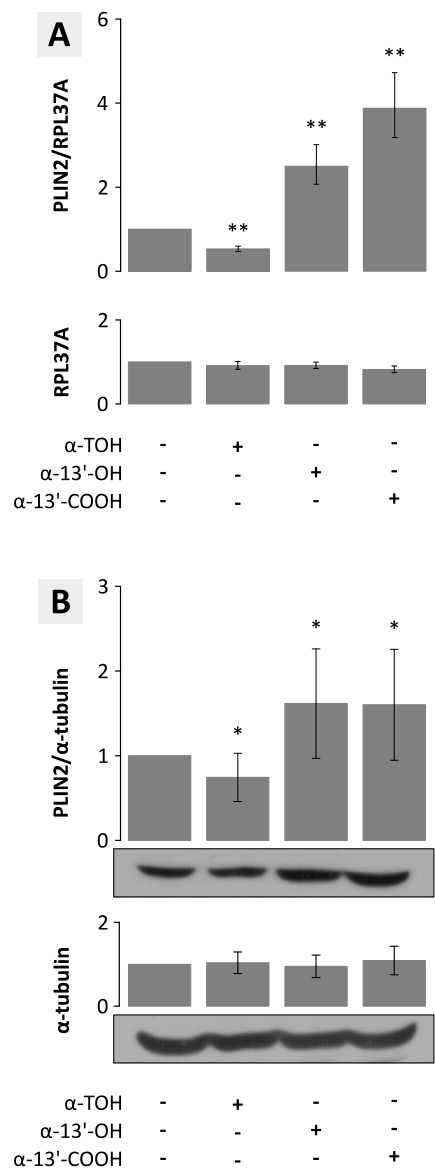 A
PLIN2/RPL37A
6
4
2
0
**
**
**
RPL37A
2
1
0
α-TOH - + - -
α-13'-OH - - + -
α-13'-COOH - - - +
B
PLIN2/α-tubulin
3
2
1
0
*
*
*
α-tubulin
2
0
α-TOH - + - -
α-13'-OH - - + -
α-13'-COOH - - - +